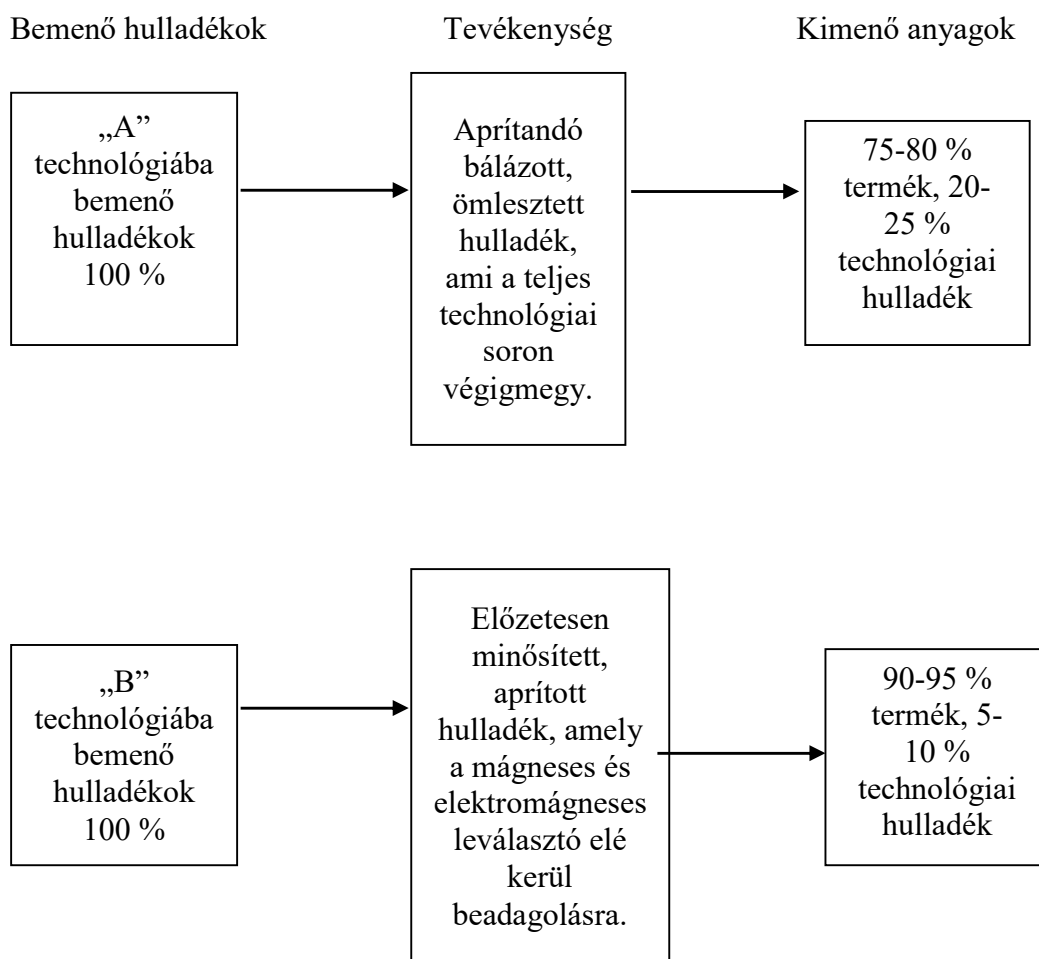 Bemenő hulladékok
Tevékenység
Kimenő anyagok
„A”
technológiába
bemenő
hulladékok
100 %
Aprítandó
bálázott,
ömlesztett
hulladék,
ami a teljes
technológiai
soron
végigmegy.
75-80 %
termék, 20-
25 %
technológiai
hulladék
„B”
technológiába
bemenő
hulladékok
100 %
Előzetesen
minősített,
aprított
hulladék, amely
a mágneses és
elektromágneses
leválasztó elé
kerül
beadagolásra.
90-95 %
termék, 5-
10 %
technológiai
hulladék